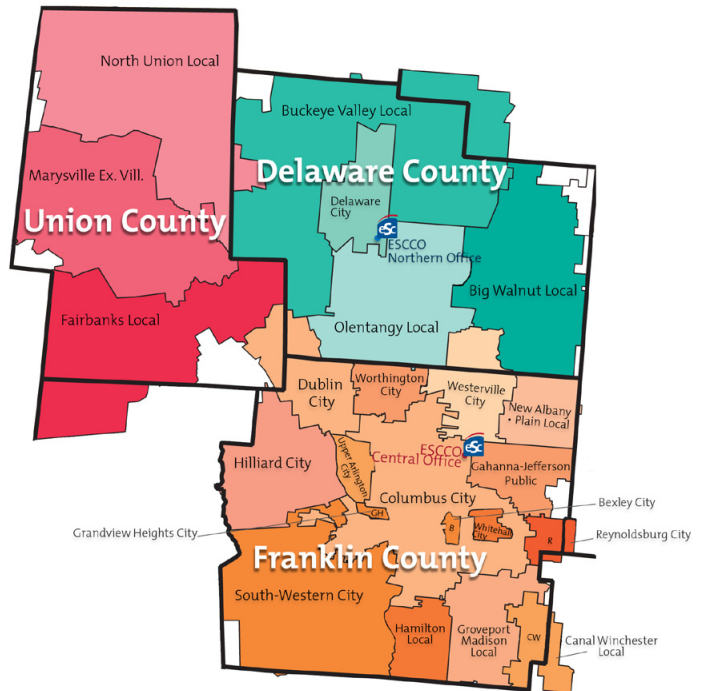 North Union Local
Buckeye Valley Local
Marysville Ex. Vill.
Delaware County
Delaware
City
Union County
eSc
ESCCO
Northern Office
Big Walnut Local
Fairbanks Local
Olentangy Local
Dublin
City
Worthington
City
Westerville
City
New Albany
- Plain Local
Hilliard City
Upper Arlington
City
ESCCO
Central Office
eSc
Gahanna-Jefferson
Public
Columbus City
Bexley City
Grandview Heights City
GH
B
Whitehall
City
R
Reynoldsburg City
Franklin County
South-Western City
Hamilton
Local
Groveport
Madison
Local
CW
Canal Winchester
Local